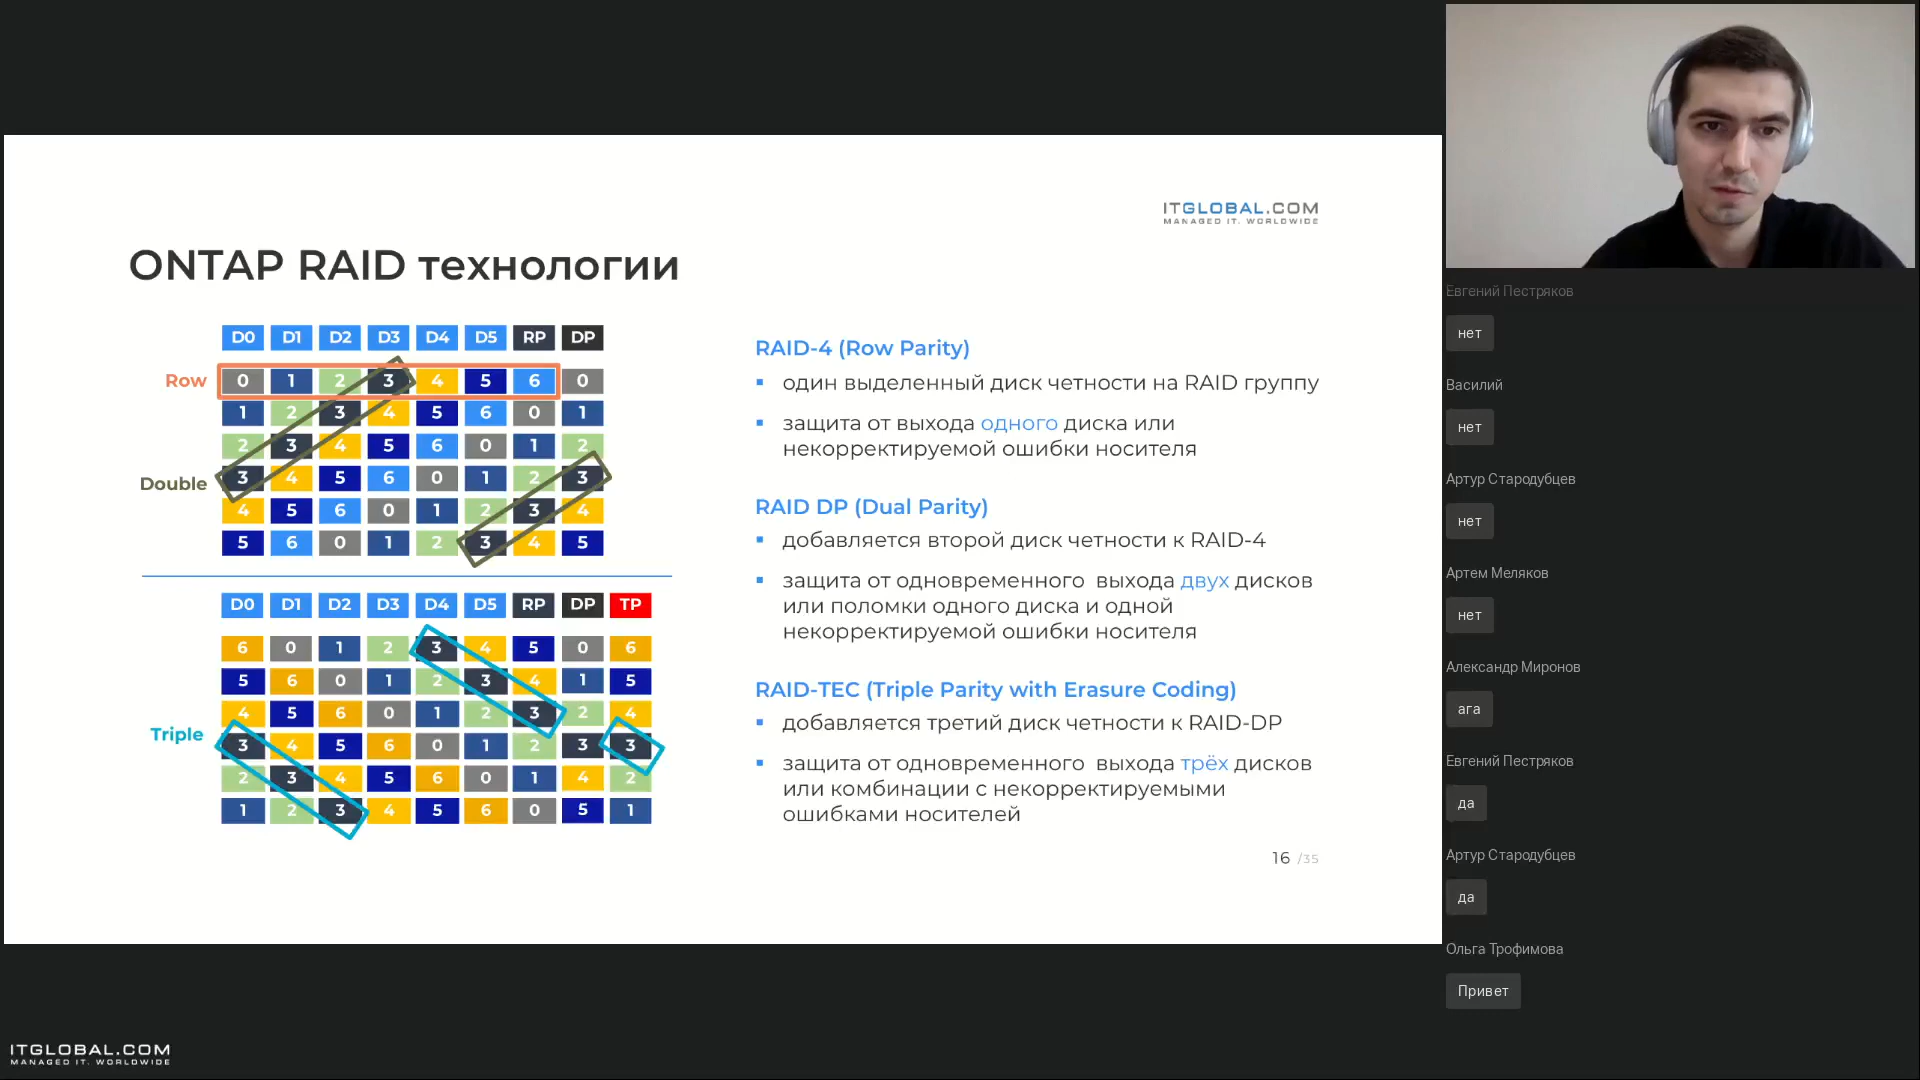 ITGLOBAL.COM
MANAGED IT. WORLDWIDE
ONTAP RAID технологии
D0 D1 D2 D3 D4 D5 RP DP
Row 0 1 2 3 4 5 6 0
1 2 3 4 5 6 0 1
2 3 4 5 6 0 1 2
3 4 5 6 0 1 2 3
Double
4 5 6 0 1 2 3 4
5 6 0 1 2 3 4 5
D0 D1 D2 D3 D4 D5 RP DP TP
6 0 1 2 3 4 5 0 6
5 6 0 1 2 3 4 1 5
4 5 6 0 1 2 3 2 4
Triple
3 4 5 6 0 1 2 3 3
2 3 4 5 6 0 1 4 2
1 2 3 4 5 6 0 5 1
RAID-4 (Row Parity)
▪ один выделенный диск четности на RAID группу
▪ защита от выхода одного диска или
некорректируемой ошибки носителя
RAID DP (Dual Parity)
▪ добавляется второй диск четности к RAID-4
▪ защита от одновременного выхода двух дисков
или поломки одного диска и одной
некорректируемой ошибки носителя
RAID-TEC (Triple Parity with Erasure Coding)
▪ добавляется третий диск четности к RAID-DP
▪ защита от одновременного выхода трёх дисков
или комбинации с некорректируемыми
ошибками носителей
16 /35
Евгений Пестряков
нет
Василий
нет
Артур Стародубцев
нет
Артем Меляков
нет
Александр Миронов
ага
Евгений Пестряков
да
Артур Стародубцев
да
Ольга Трофимова
Привет
ITGLOBAL.COM
MANAGED IT. WORLDWIDE